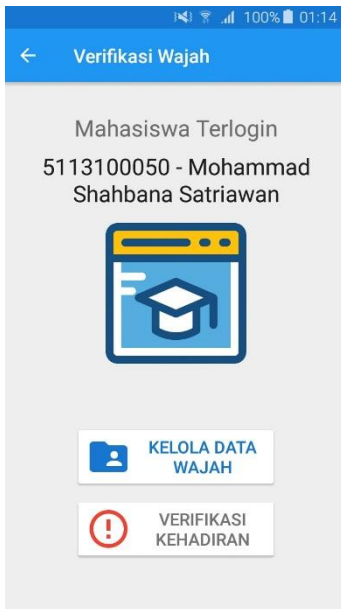 100% 01:14
Verifikasi Wajah
Mahasiswa Terlogin
5113100050 - Mohammad
Shahbana Satriawan
KELOLA DATA
WAJAH
VERIFIKASI
KEHADIRAN